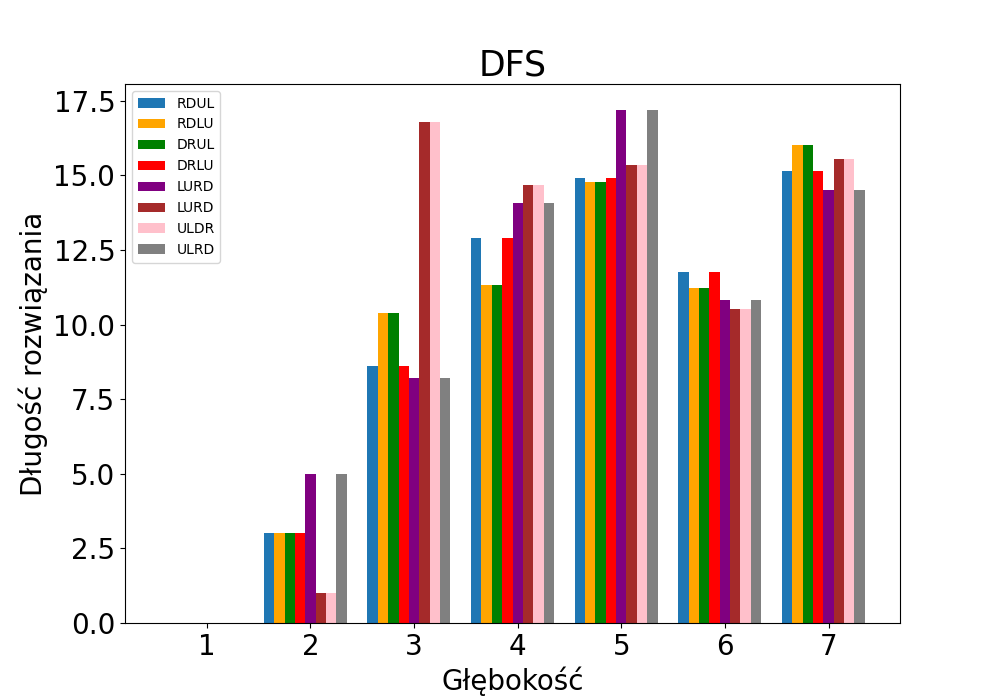 DFS
17.5
15.0
12.5
10.0
7.5
5.0
2.5
0.0
Długość rozwiązania
RDUL
RDLU
DRUL
DRLU
LURD
LURD
ULDR
ULRD
1 2 3 4 5 6 7
Głębokość